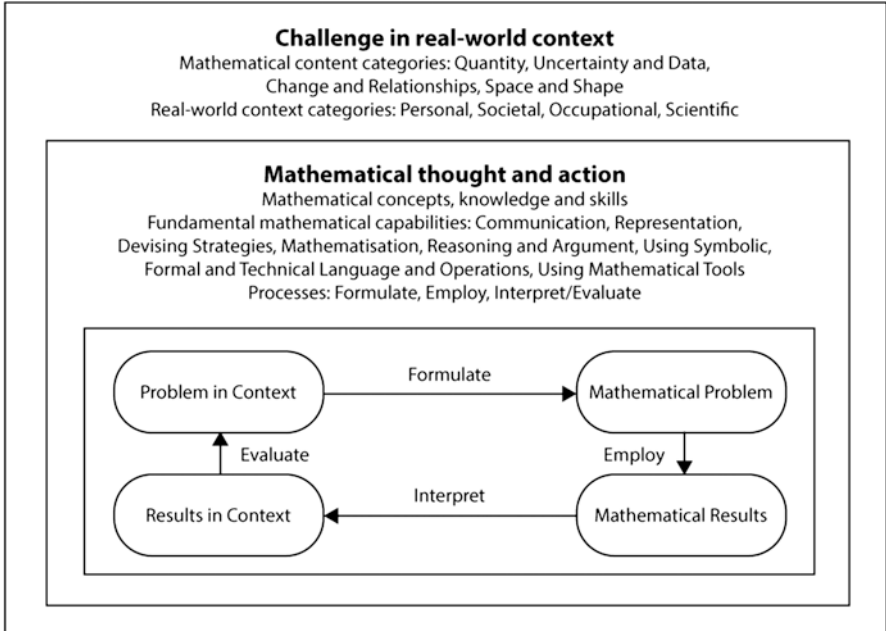 Challenge in real-world context
Mathematical content categories: Quantity, Uncertainty and Data,
Change and Relationships, Space and Shape
Real-world context categories: Personal, Societal, Occupational, Scientific
Mathematical thought and action
Mathematical concepts, knowledge and skills
Fundamental mathematical capabilities: Communication, Representation,
Devising Strategies, Mathematisation, Reasoning and Argument, Using Symbolic,
Formal and Technical Language and Operations, Using Mathematical Tools
Processes: Formulate, Employ, Interpret/Evaluate
Problem in Context
Formulate
Mathematical Problem
Evaluate
Employ
Results in Context
Interpret
Mathematical Results